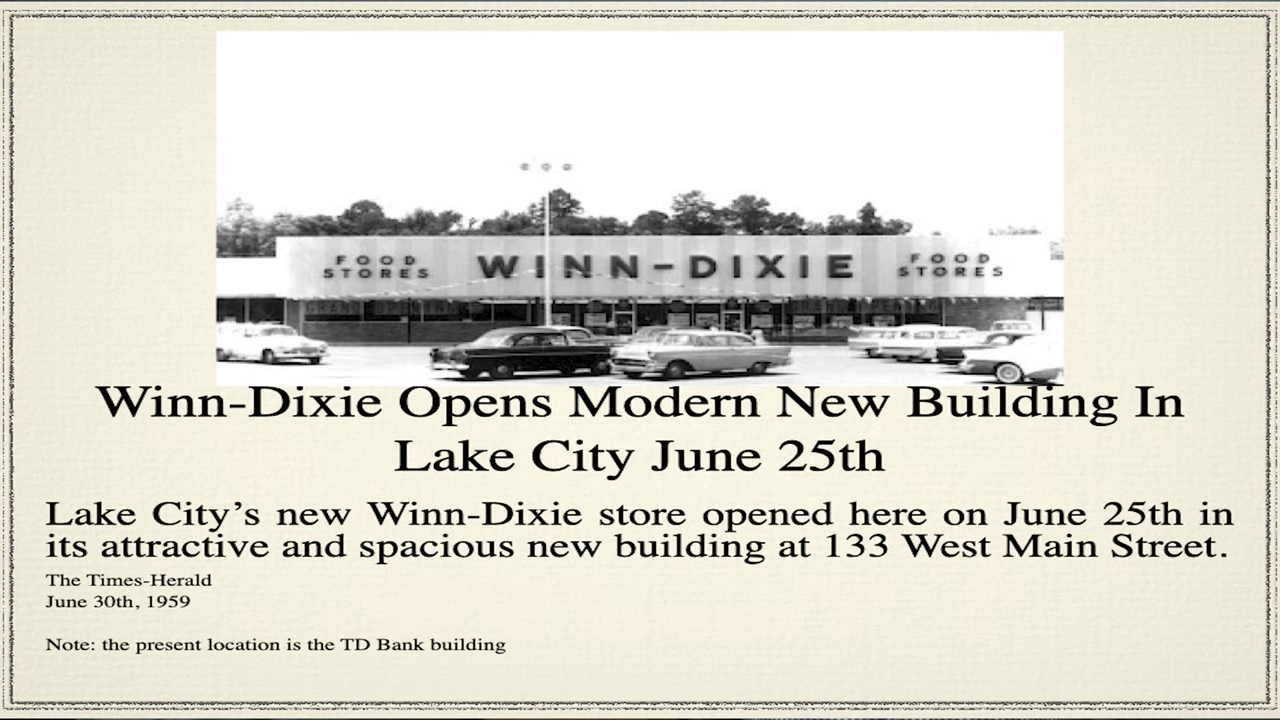 FOOD STORES WINN-DIXIE FOOD STORES
Winn-Dixie Opens Modern New Building In
Lake City June 25th
Lake City’s new Winn-Dixie store opened here on June 25th in
its attractive and spacious new building at 133 West Main Street.
The Times-Herald
June 30th, 1959
Note: the present location is the TD Bank building